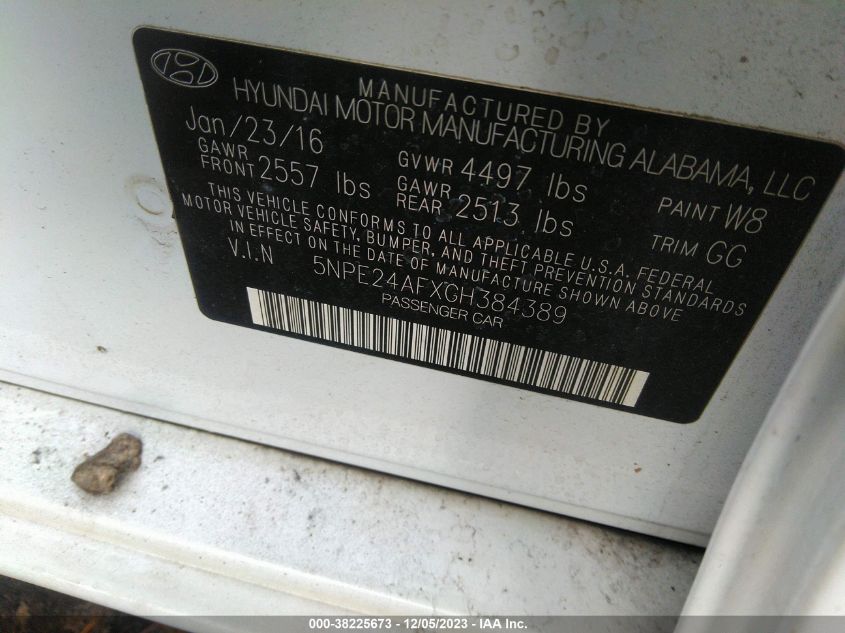 MANUFACTURED BY
HYUNDAI MOTOR MANUFACTURING ALABAMA, LLC
Jan/23/16
GAWR FRONT 2557 lbs
GVWR 4497 lbs
GAWR REAR 2513 lbs
PAINT W8
TRIM GG
THIS VEHICLE CONFORMS TO ALL APPLICABLE U.S.A. FEDERAL
MOTOR VEHICLE SAFETY, BUMPER, AND THEFT PREVENTION STANDARDS
IN EFFECT ON THE DATE OF MANUFACTURE SHOWN ABOVE
V.I.N 5NPE24AFXGH384389
PASSENGER CAR
000-38225673 - 12/05/2023 - IAA Inc.